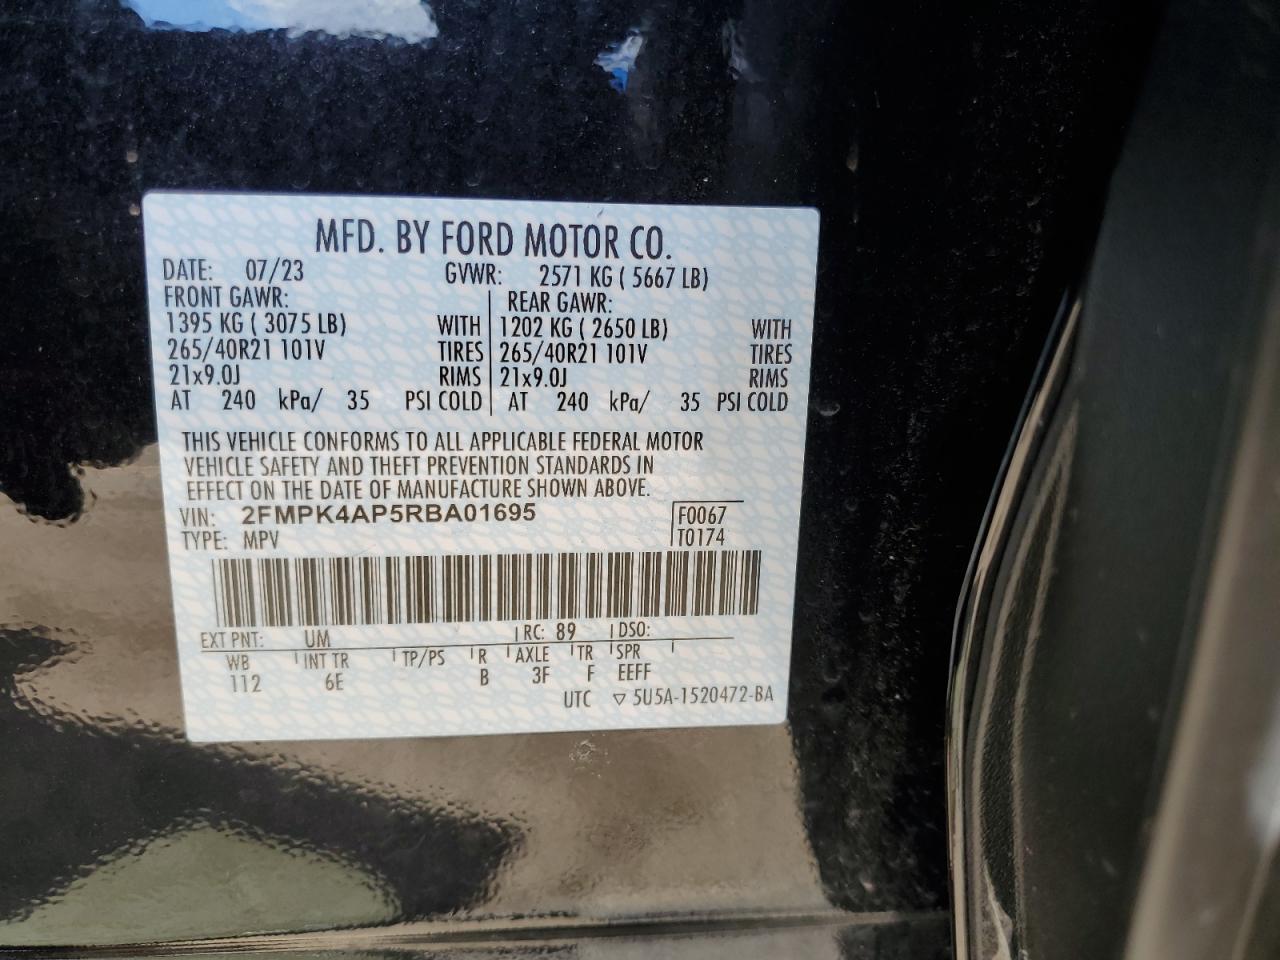 MFD. BY FORD MOTOR CO.
DATE: 07/23 GVWR: 2571 KG ( 5667 LB)
FRONT GAWR: REAR GAWR:
1395 KG ( 3075 LB) WITH 1202 KG ( 2650 LB) WITH
265/40R21 101V TIRES 265/40R21 101V TIRES
21x9.0J RIMS 21x9.0J RIMS
AT 240 kPa/ 35 PSI COLD AT 240 kPa/ 35 PSI COLD
THIS VEHICLE CONFORMS TO ALL APPLICABLE FEDERAL MOTOR
VEHICLE SAFETY AND THEFT PREVENTION STANDARDS IN
EFFECT ON THE DATE OF MANUFACTURE SHOWN ABOVE.
VIN: 2FMPK4AP5RBA01695 F0067
TYPE: MPV T0174
EXT PNT: UM RC: 89 DSO:
WB INT TR TP/PS R AXLE TR SPR
112 6E B 3F F EEFF
UTC ▽ 5U5A-1520472-BA